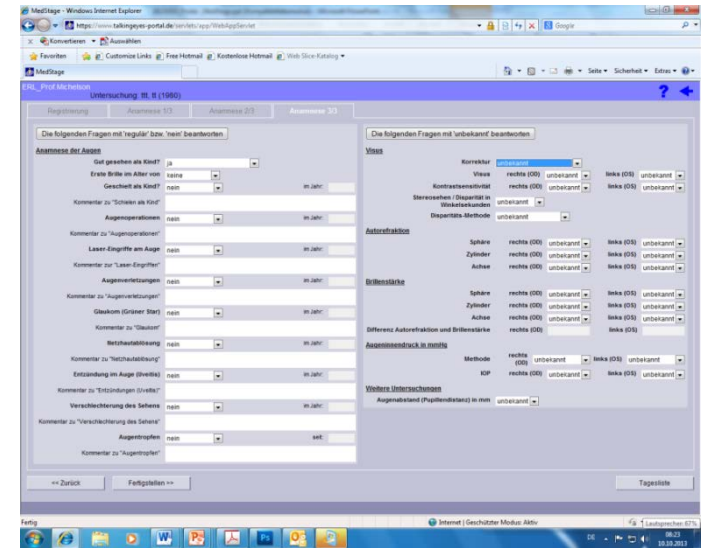 MedStage - Windows Internet Explorer
https://www.talkingeyes-portal.de/servlets/app/WebAppServlet
Google
x Konvertieren Auswählen
Favoriten Customize Links Free Hotmail Kostenlose Hotmail Web Slice-Katalog
MedStage Seite Sicherheit Extras
ERL_Prof.Michelson
Untersuchung: ttt, tt (1980)
Registrierung Anamnese 1/3 Anamnese 2/3 Anamnese 3/3
Die folgenden Fragen mit 'regulär' bzw. 'nein' beantworten
Anamnese der Augen
Gut gesehen als Kind? ja
Erste Brille im Alter von keine
Geschielt als Kind? nein im Jahr:
Kommentar zu "Schielen als Kind"
Augenoperationen nein im Jahr:
Kommentar zu "Augenoperationen"
Laser-Eingriffe am Auge nein im Jahr:
Kommentar zur "Laser-Eingriffen"
Augenverletzungen nein im Jahr:
Kommentar zu "Augenverletzungen"
Glaukom (Grüner Star) nein im Jahr:
Kommentar zu "Glaukom"
Netzhautablösung nein im Jahr:
Kommentar zu "Netzhautablösung"
Entzündung im Auge (Uveitis) nein im Jahr:
Kommentar zu "Entzündungen (Uveitis)"
Verschlechterung des Sehens nein im Jahr:
Kommentar zu "Verschlechterung des Sehens"
Augentropfen nein seit:
Kommentar zu "Augentropfen"
Die folgenden Fragen mit 'unbekannt' beantworten
Visus
Korrektur unbekannt
Visus rechts (OD) unbekannt links (OS) unbekannt
Kontrastsensitivität rechts (OD) unbekannt links (OS) unbekannt
Stereosehen / Disparität in
Winkelsekunden unbekannt
Disparitäts-Methode unbekannt
Autorefraktion
Sphäre rechts (OD) unbekannt links (OS) unbekannt
Zylinder rechts (OD) unbekannt links (OS) unbekannt
Achse rechts (OD) unbekannt links (OS) unbekannt
Brillenstärke
Sphäre rechts (OD) unbekannt links (OS) unbekannt
Zylinder rechts (OD) unbekannt links (OS) unbekannt
Achse rechts (OD) unbekannt links (OS) unbekannt
Differenz Autorefraktion und Brillenstärke rechts (OD) links (OS)
Augeninnendruck in mmHg
Methode rechts (OD) unbekannt links (OS) unbekannt
IOP rechts (OD) unbekannt links (OS) unbekannt
Weitere Untersuchungen
Augenabstand (Pupillendistanz) in mm unbekannt
<< Zurück Fertigstellen >> Tagesliste
Fertig Internet | Geschützter Modus: Aktiv
Lautsprechen: 67%
DE 08:23
10.10.2013